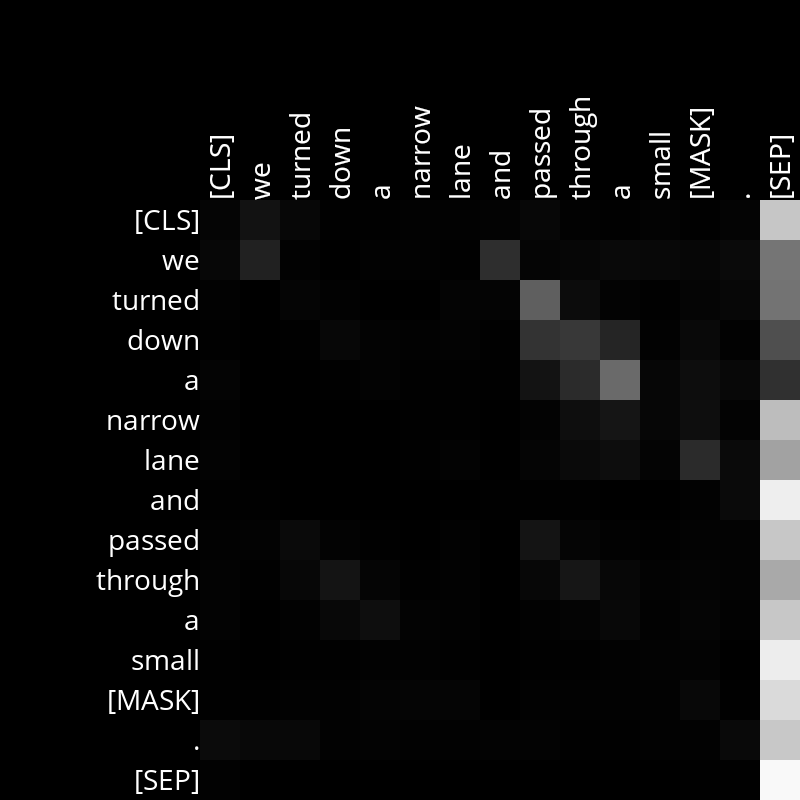 [CLS] we turned down a narrow lane and passed through a small [MASK] . [SEP]
[CLS]
we
turned
down
a
narrow
lane
and
passed
through
a
small
[MASK]
.
[SEP]